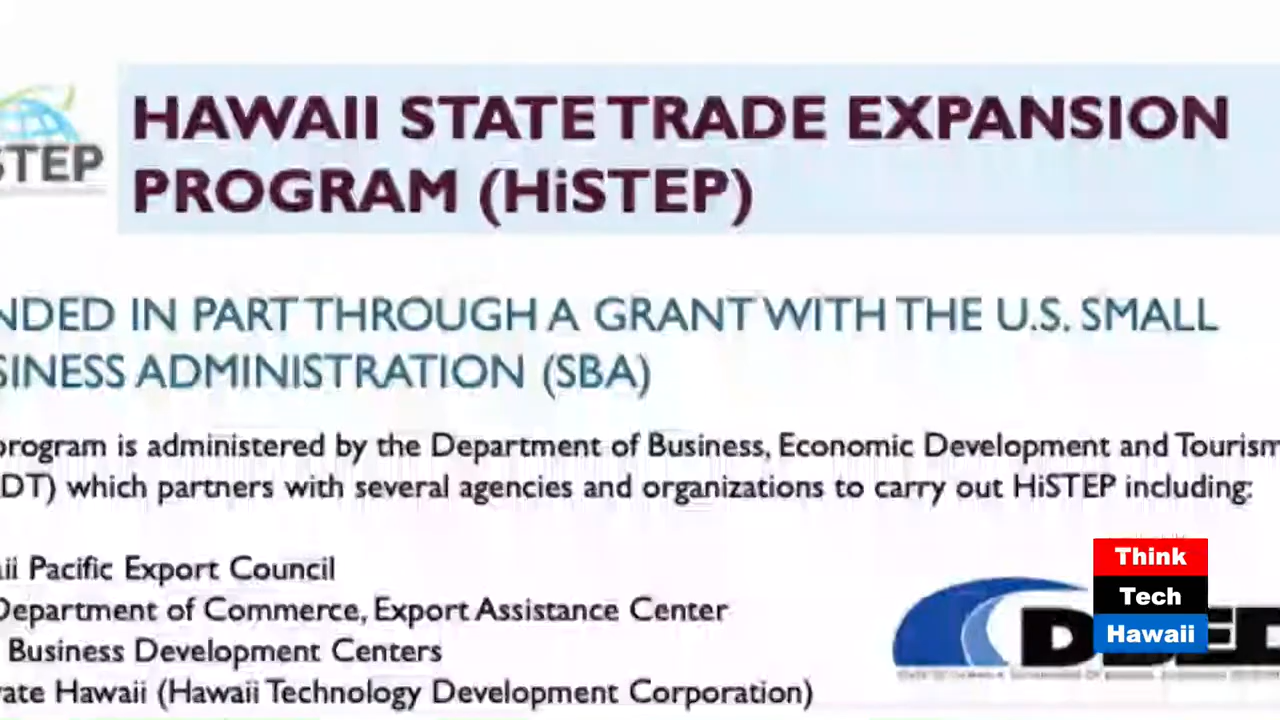 HAWAII STATE TRADE EXPANSION
PROGRAM (HiSTEP)
STEP
NDED IN PART THROUGH A GRANT WITH THE U.S. SMALL
SINESS ADMINISTRATION (SBA)
program is administered by the Department of Business, Economic Development and Tourism
DT) which partners with several agencies and organizations to carry out HiSTEP including:
ii Pacific Export Council
Department of Commerce, Export Assistance Center
Business Development Centers
vate Hawaii (Hawaii Technology Development Corporation)
Think
Tech
Hawaii